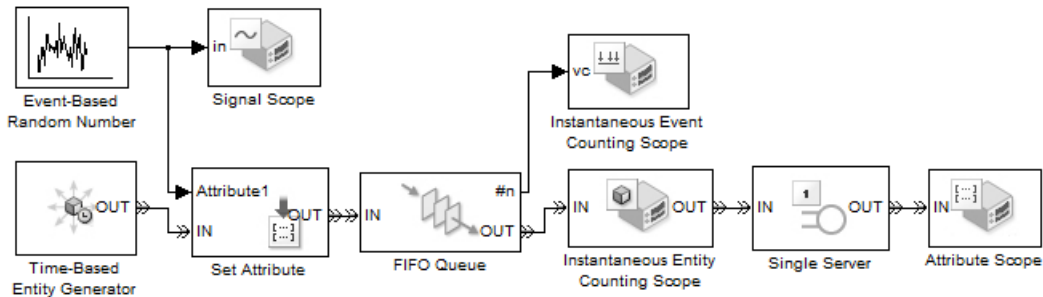 in
Signal Scope
Event-Based
Random Number
vc
Instantaneous Event
Counting Scope
OUT
Time-Based
Entity Generator
Attribute1
OUT
IN
[...]
Set Attribute
#n
IN
OUT
FIFO Queue
IN
OUT
Instantaneous Entity
Counting Scope
1
IN
OUT
Single Server
[...]
IN
Attribute Scope